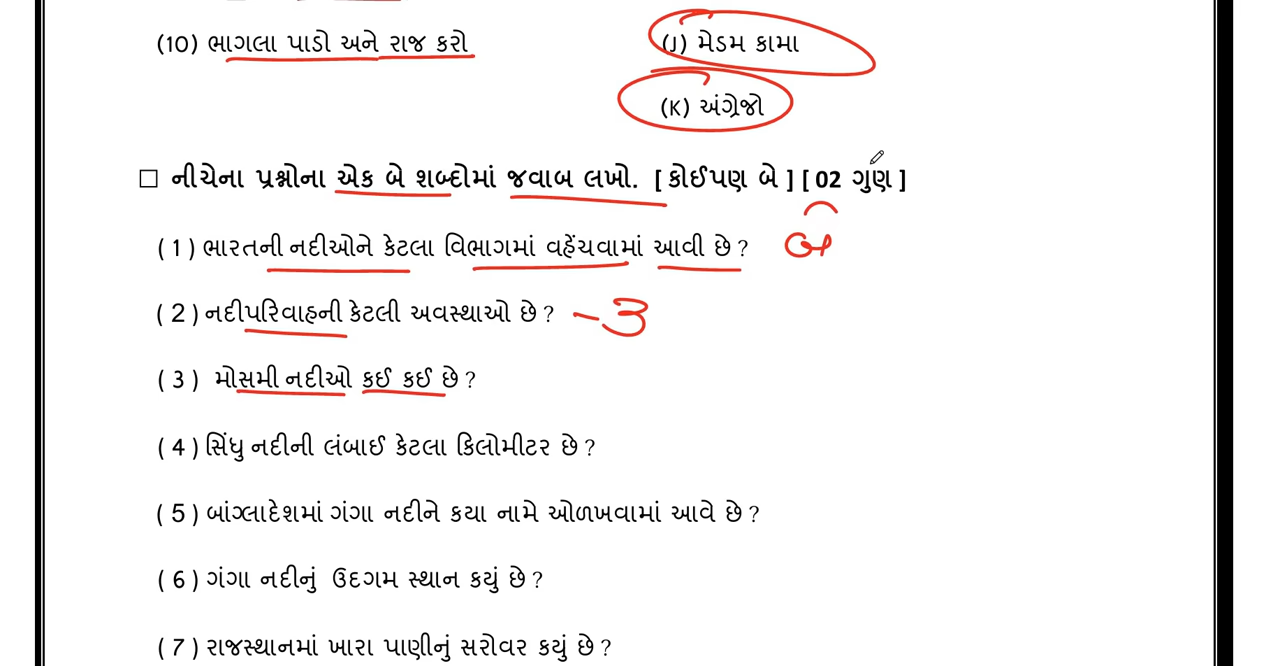 (10) ભાગલા પાડો અને રાજ કરો (J) મેડમ કામા
(K) અંગ્રેજો
□ નીચેના પ્રશ્નોના એક બે શબ્દોમાં જવાબ લખો. [ કોઈપણ બે ] [ 02 ગુણ ]
( 1 ) ભારતની નદીઓને કેટલા વિભાગમાં વહેંચવામાં આવી છે ? બે
( 2 ) નદીપરિવાહની કેટલી અવસ્થાઓ છે ? - 3
( 3 ) મોસમી નદીઓ કઈ કઈ છે ?
( 4 ) સિંધુ નદીની લંબાઈ કેટલા કિલોમીટર છે ?
( 5 ) બાંગ્લાદેશમાં ગંગા નદીને કયા નામે ઓળખવામાં આવે છે ?
( 6 ) ગંગા નદીનું ઉદગમ સ્થાન કયું છે ?
( 7 ) રાજસ્થાનમાં ખારા પાણીનું સરોવર કયું છે ?